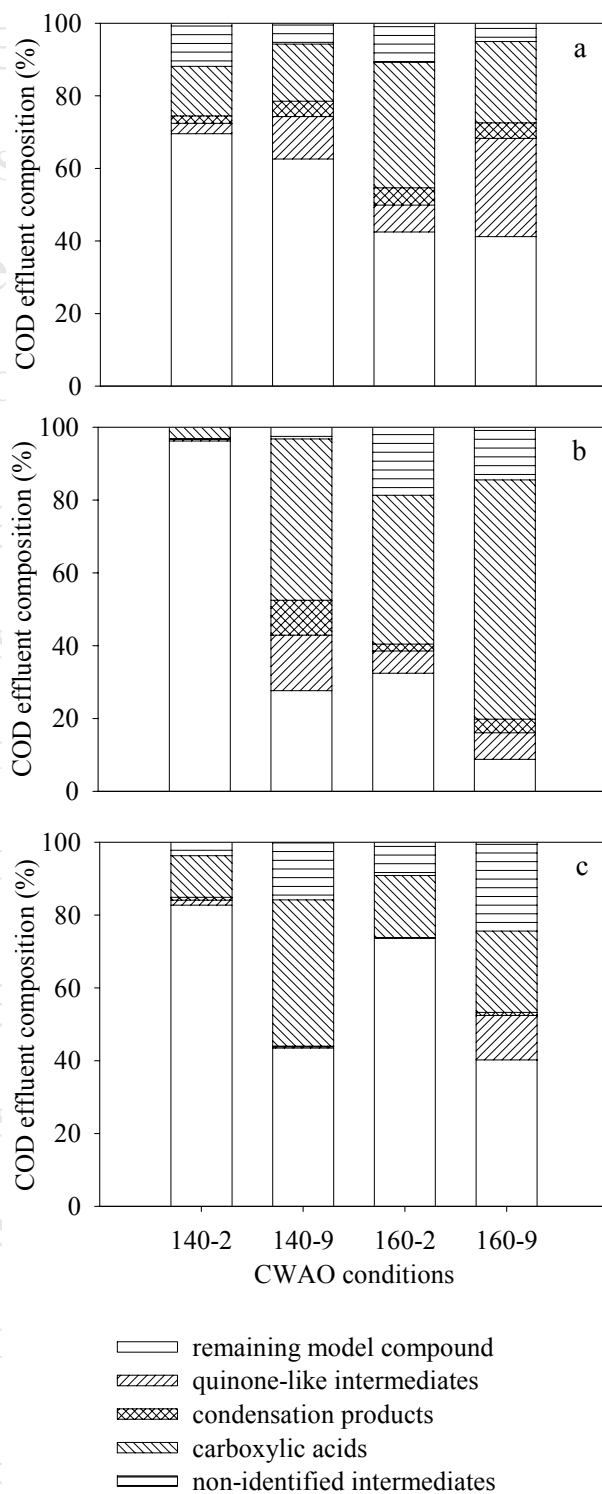 100
80
60
40
20
0
COD effluent composition (%)
a
100
80
60
40
20
0
COD effluent composition (%)
b
100
80
60
40
20
0
COD effluent composition (%)
c
140-2 140-9 160-2 160-9
CWAO conditions
remaining model compound
quinone-like intermediates
condensation products
carboxylic acids
non-identified intermediates